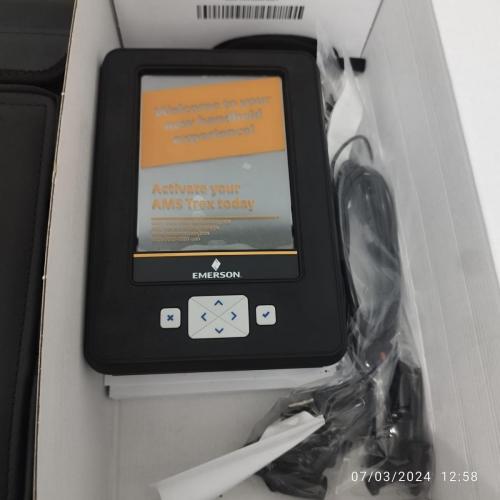 Welcome to your
new handheld
experience!
Activate your
AMS Trex today
EMERSON
07/03/2024 12:58